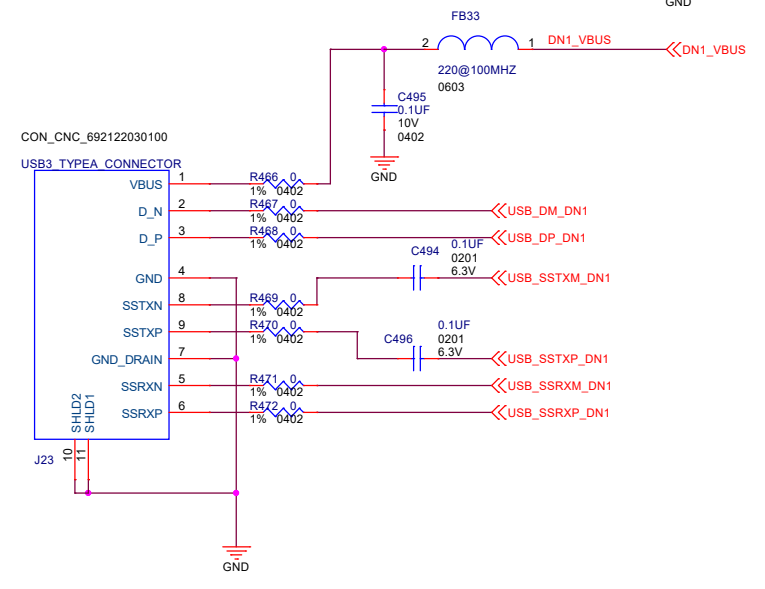 GND
FB33
2
1
DN1_VBUS
DN1_VBUS
220@100MHZ
0603
C495
0.1UF
10V
0402
GND
CON_CNC_692122030100
USB3_TYPEA_CONNECTOR
VBUS
1
R466 0
1% 0402
D_N
2
R467 0
1% 0402
USB_DM_DN1
D_P
3
R468 0
1% 0402
USB_DP_DN1
C494
0.1UF
0201
6.3V
GND
4
USB_SSTXM_DN1
SSTXN
8
R469 0
1% 0402
SSTXP
9
R470 0
1% 0402
C496
0.1UF
0201
6.3V
GND_DRAIN
7
USB_SSTXP_DN1
SSRXN
5
R471 0
1% 0402
USB_SSRXM_DN1
SSRXP
6
R472 0
1% 0402
USB_SSRXP_DN1
SHLD2
SHLD1
J23
10
11
GND